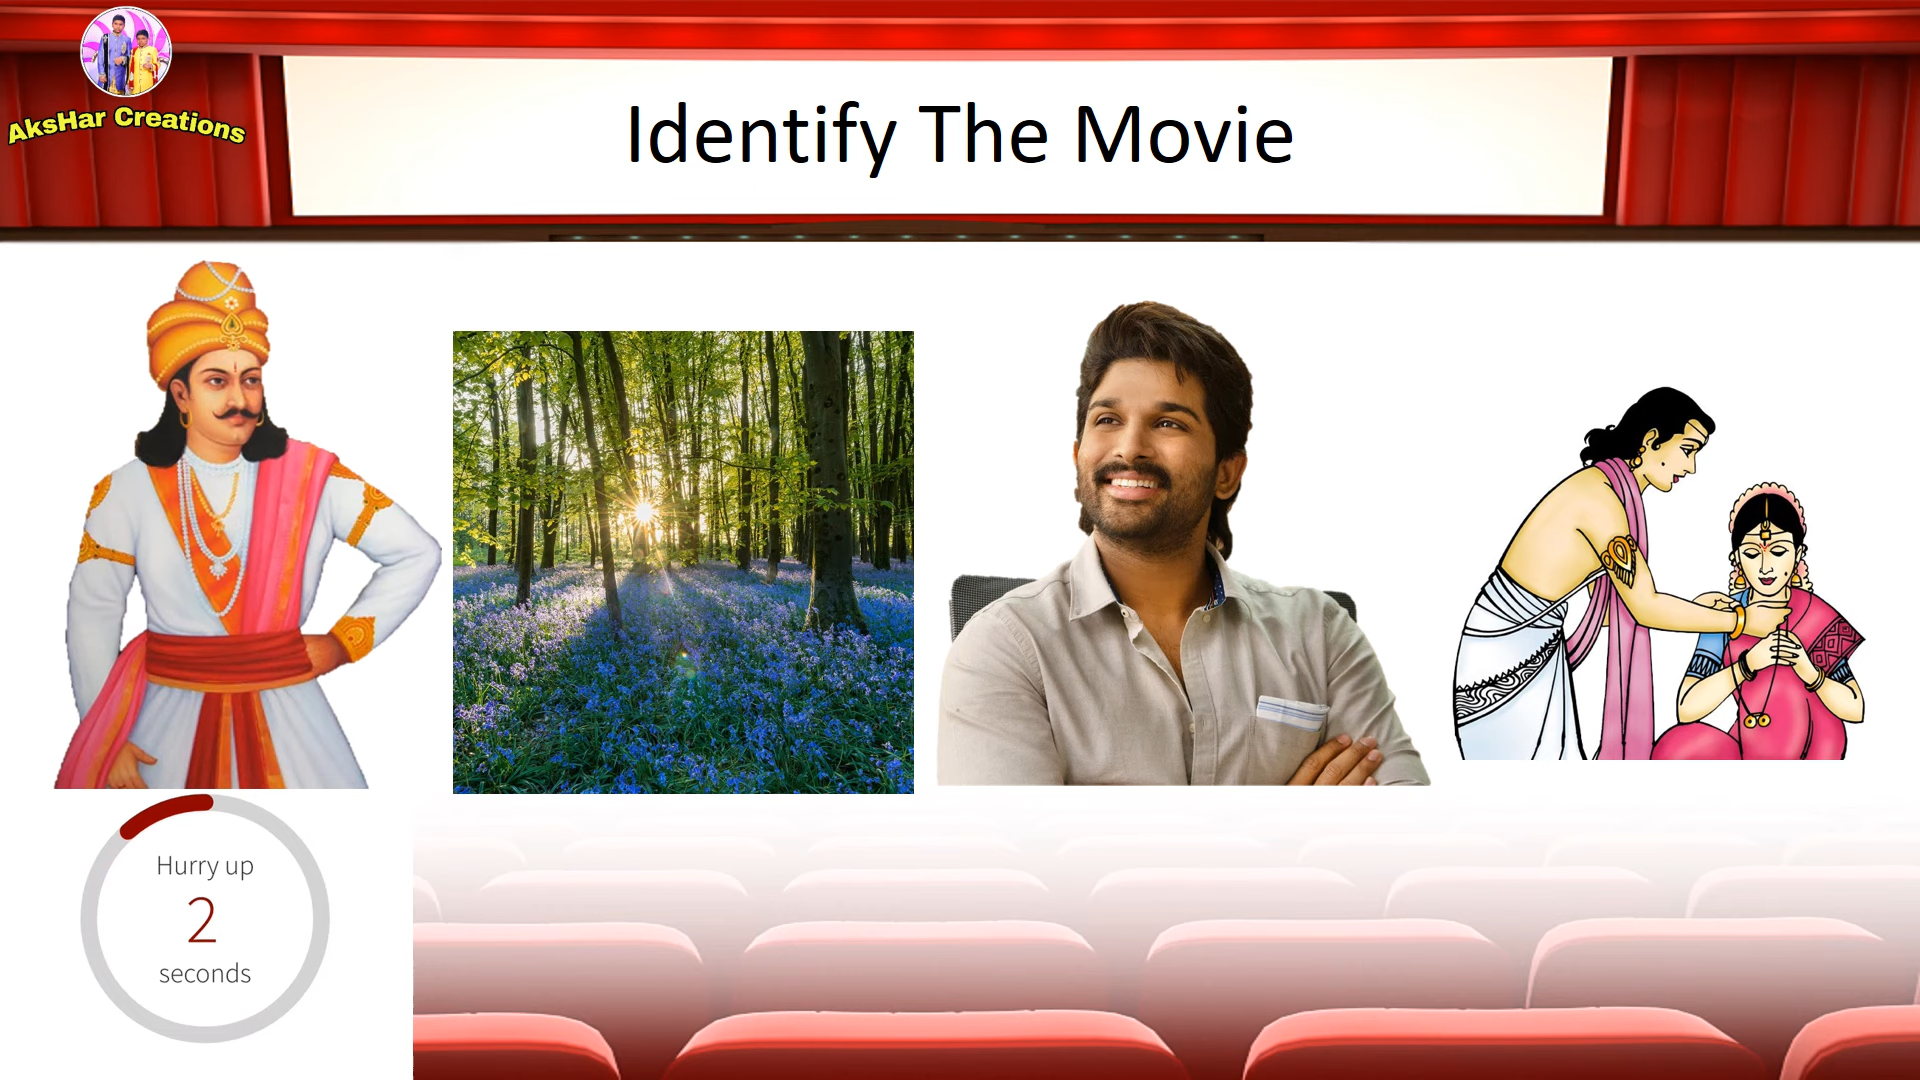 AksHar Creations
Identify The Movie
Hurry up
2
seconds